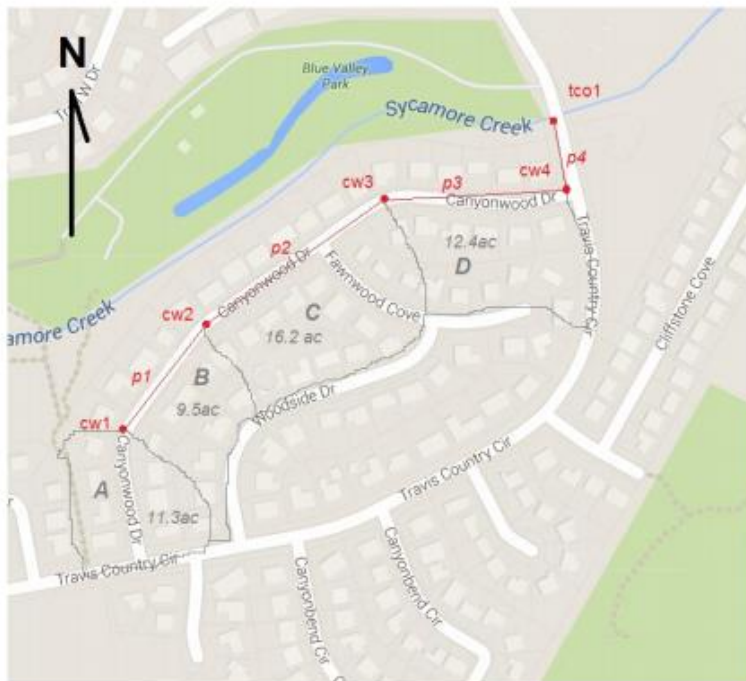 N
Trail W Dr
Blue Valley
Park
Sycamore Creek
tco1
cw3
p3
cw4
p4
Canyonwood Dr
12.4ac
D
Travis Country Cir
p2
Canyonwood Dr
Fawnwood Cove
C
16.2 ac
Cliffstone Cove
cw2
p1
B
9.5ac
Woodside Dr
cw1
Canyonwood Dr
A
11.3ac
Travis Country Cir
Travis Country Cir
Canyonbend Cir
Canyonbend Cir